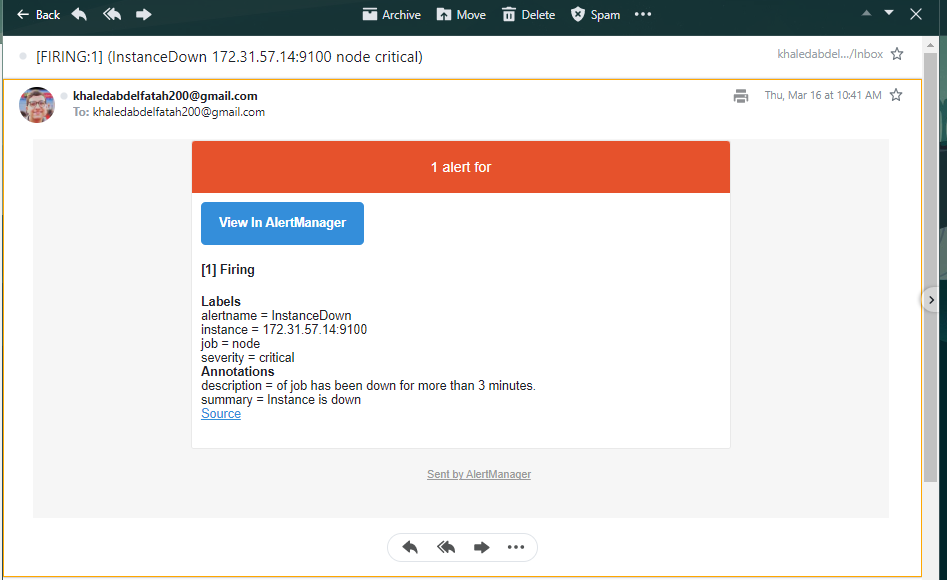 Back Archive Move Delete Spam
[FIRING:1] (InstanceDown 172.31.57.14:9100 node critical)
khaledabdel.../Inbox
khaledabdelfatah200@gmail.com
Thu, Mar 16 at 10:41 AM
To: khaledabdelfatah200@gmail.com
1 alert for
View In AlertManager
[1] Firing
Labels
alertname = InstanceDown
instance = 172.31.57.14:9100
job = node
severity = critical
Annotations
description = of job has been down for more than 3 minutes.
summary = Instance is down
Source
Sent by AlertManager